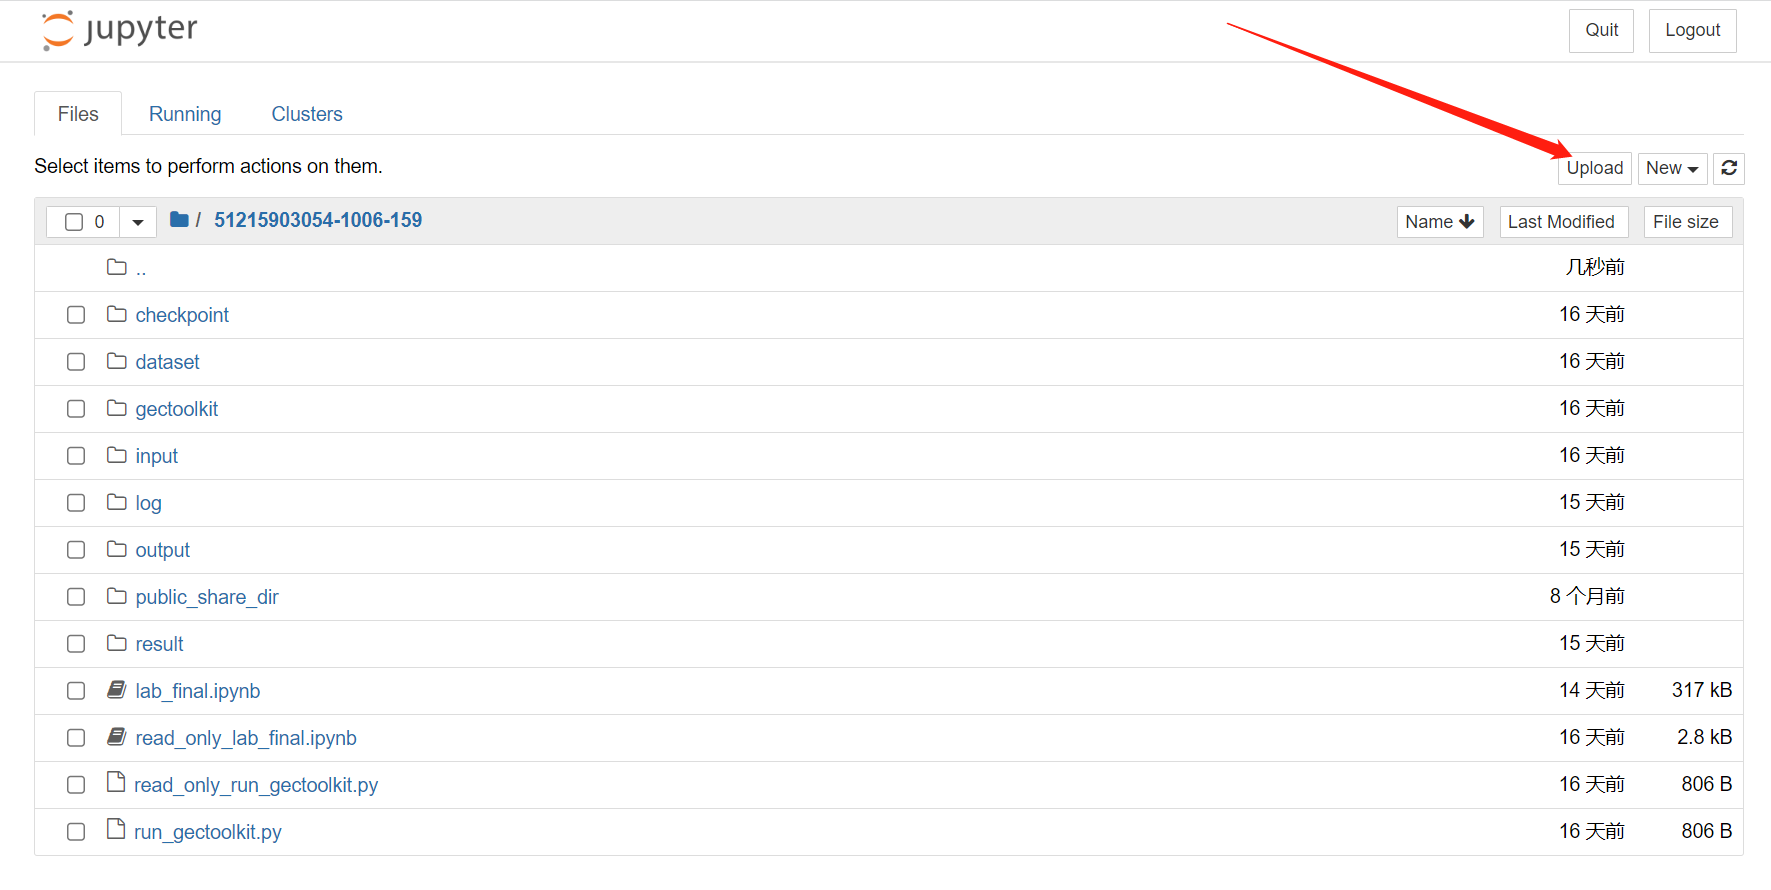 jupyter Quit Logout
Files Running Clusters
Select items to perform actions on them. Upload New
0 / 51215903054-1006-159 Name Last Modified File size
.. 几秒前
checkpoint 16 天前
dataset 16 天前
gectoolkit 16 天前
input 16 天前
log 15 天前
output 15 天前
public_share_dir 8 个月前
result 15 天前
lab_final.ipynb 14 天前 317 kB
read_only_lab_final.ipynb 16 天前 2.8 kB
read_only_run_gectoolkit.py 16 天前 806 B
run_gectoolkit.py 16 天前 806 B